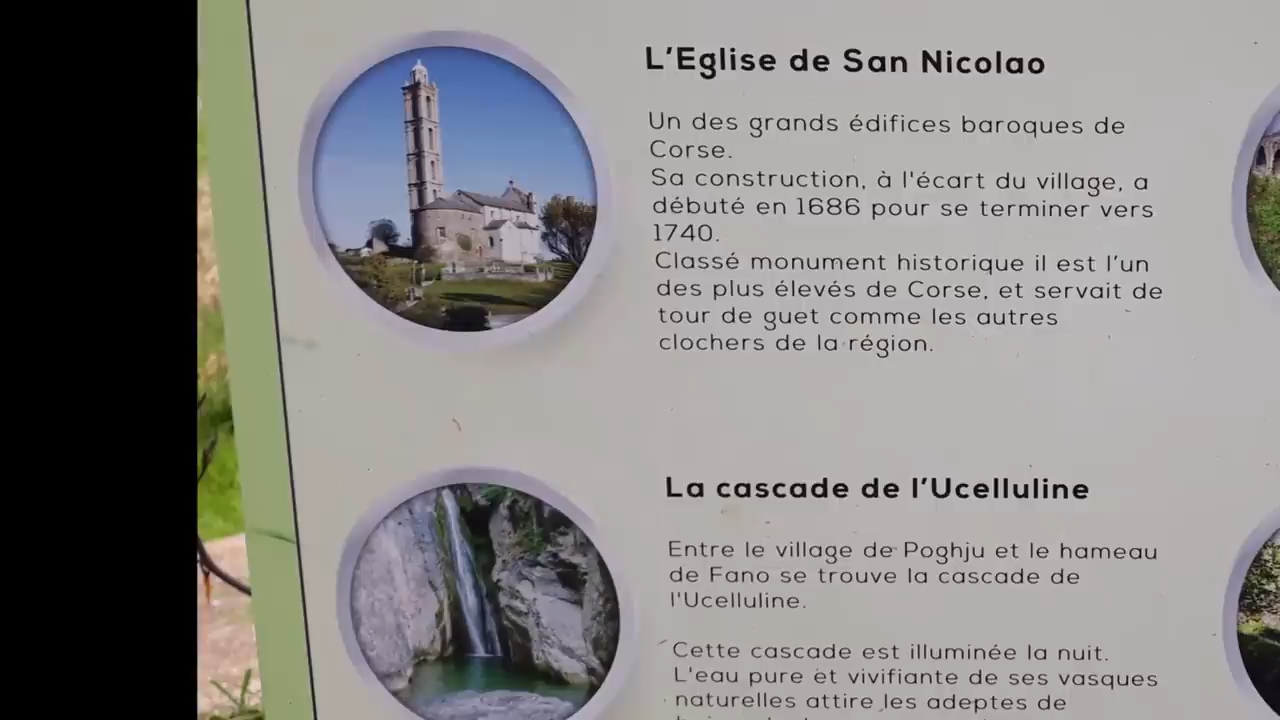 L'Eglise de San Nicolao
Un des grands édifices baroques de
Corse.
Sa construction, à l'écart du village, a
débuté en 1686 pour se terminer vers
1740.
Classé monument historique il est l'un
des plus élevés de Corse, et servait de
tour de guet comme les autres
clochers de la région.
La cascade de l'Ucelluline
Entre le village de Poghju et le hameau
de Fano se trouve la cascade de
l'Ucelluline.
Cette cascade est illuminée la nuit.
L'eau pure et vivifiante de ses vasques
naturelles attire les adeptes de